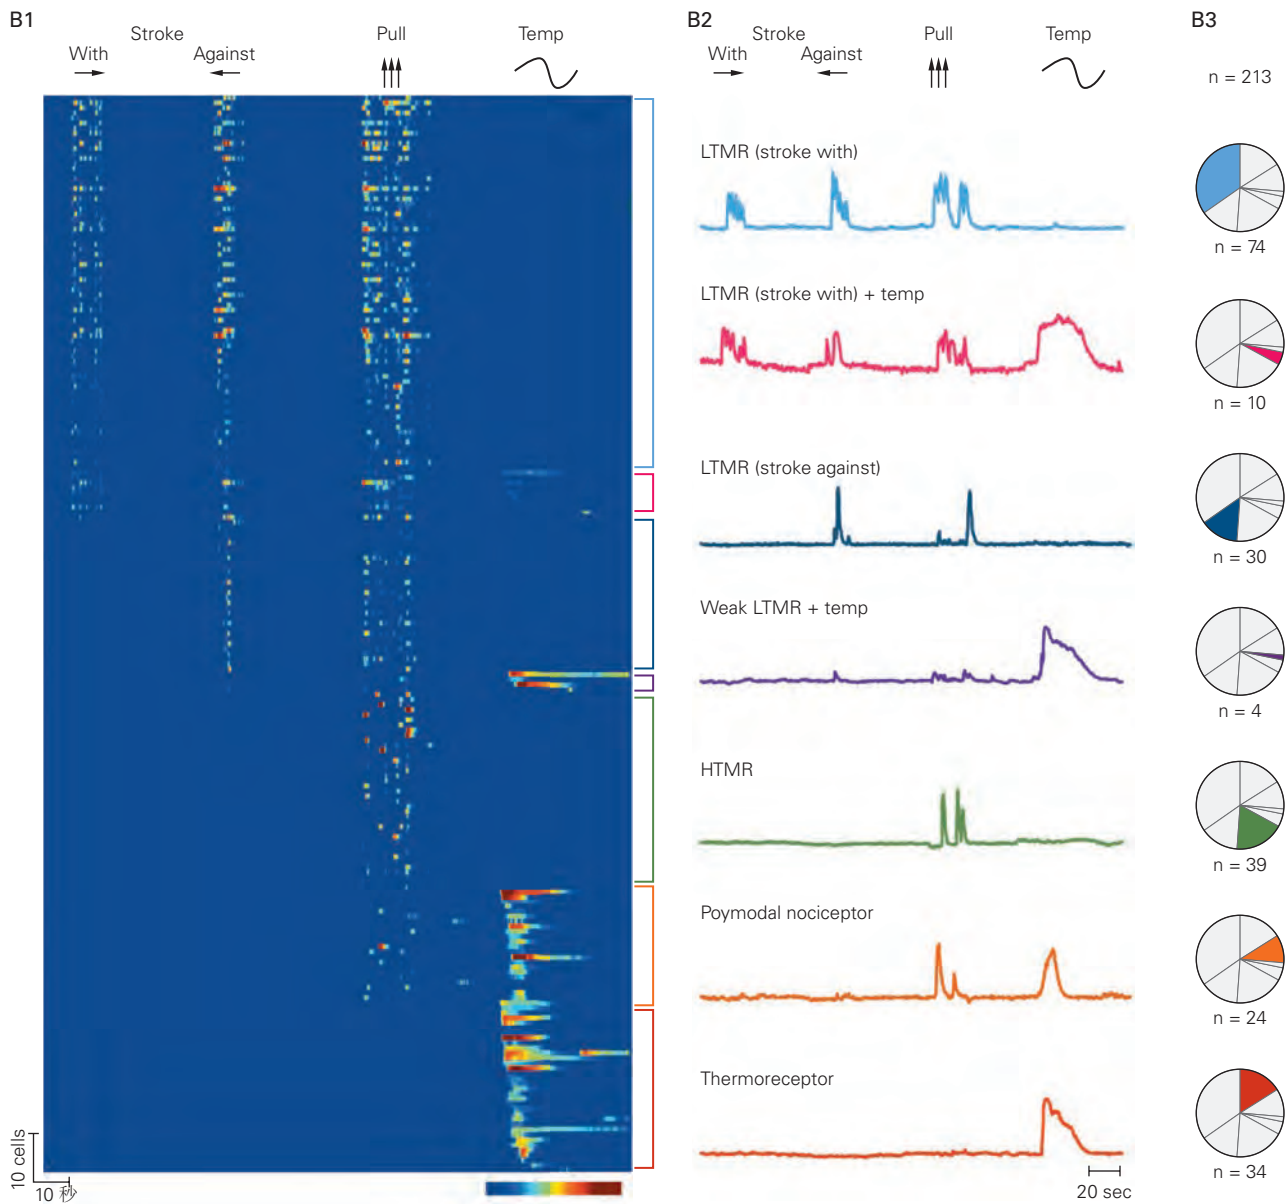 B1
Stroke
With
Against
Pull
Temp
10 cells
10 秒
B2
Stroke
With
Against
Pull
Temp
LTMR (stroke with)
LTMR (stroke with) + temp
LTMR (stroke against)
Weak LTMR + temp
HTMR
Poymodal nociceptor
Thermoreceptor
20 sec
B3
n = 213
n = 74
n = 10
n = 30
n = 4
n = 39
n = 24
n = 34